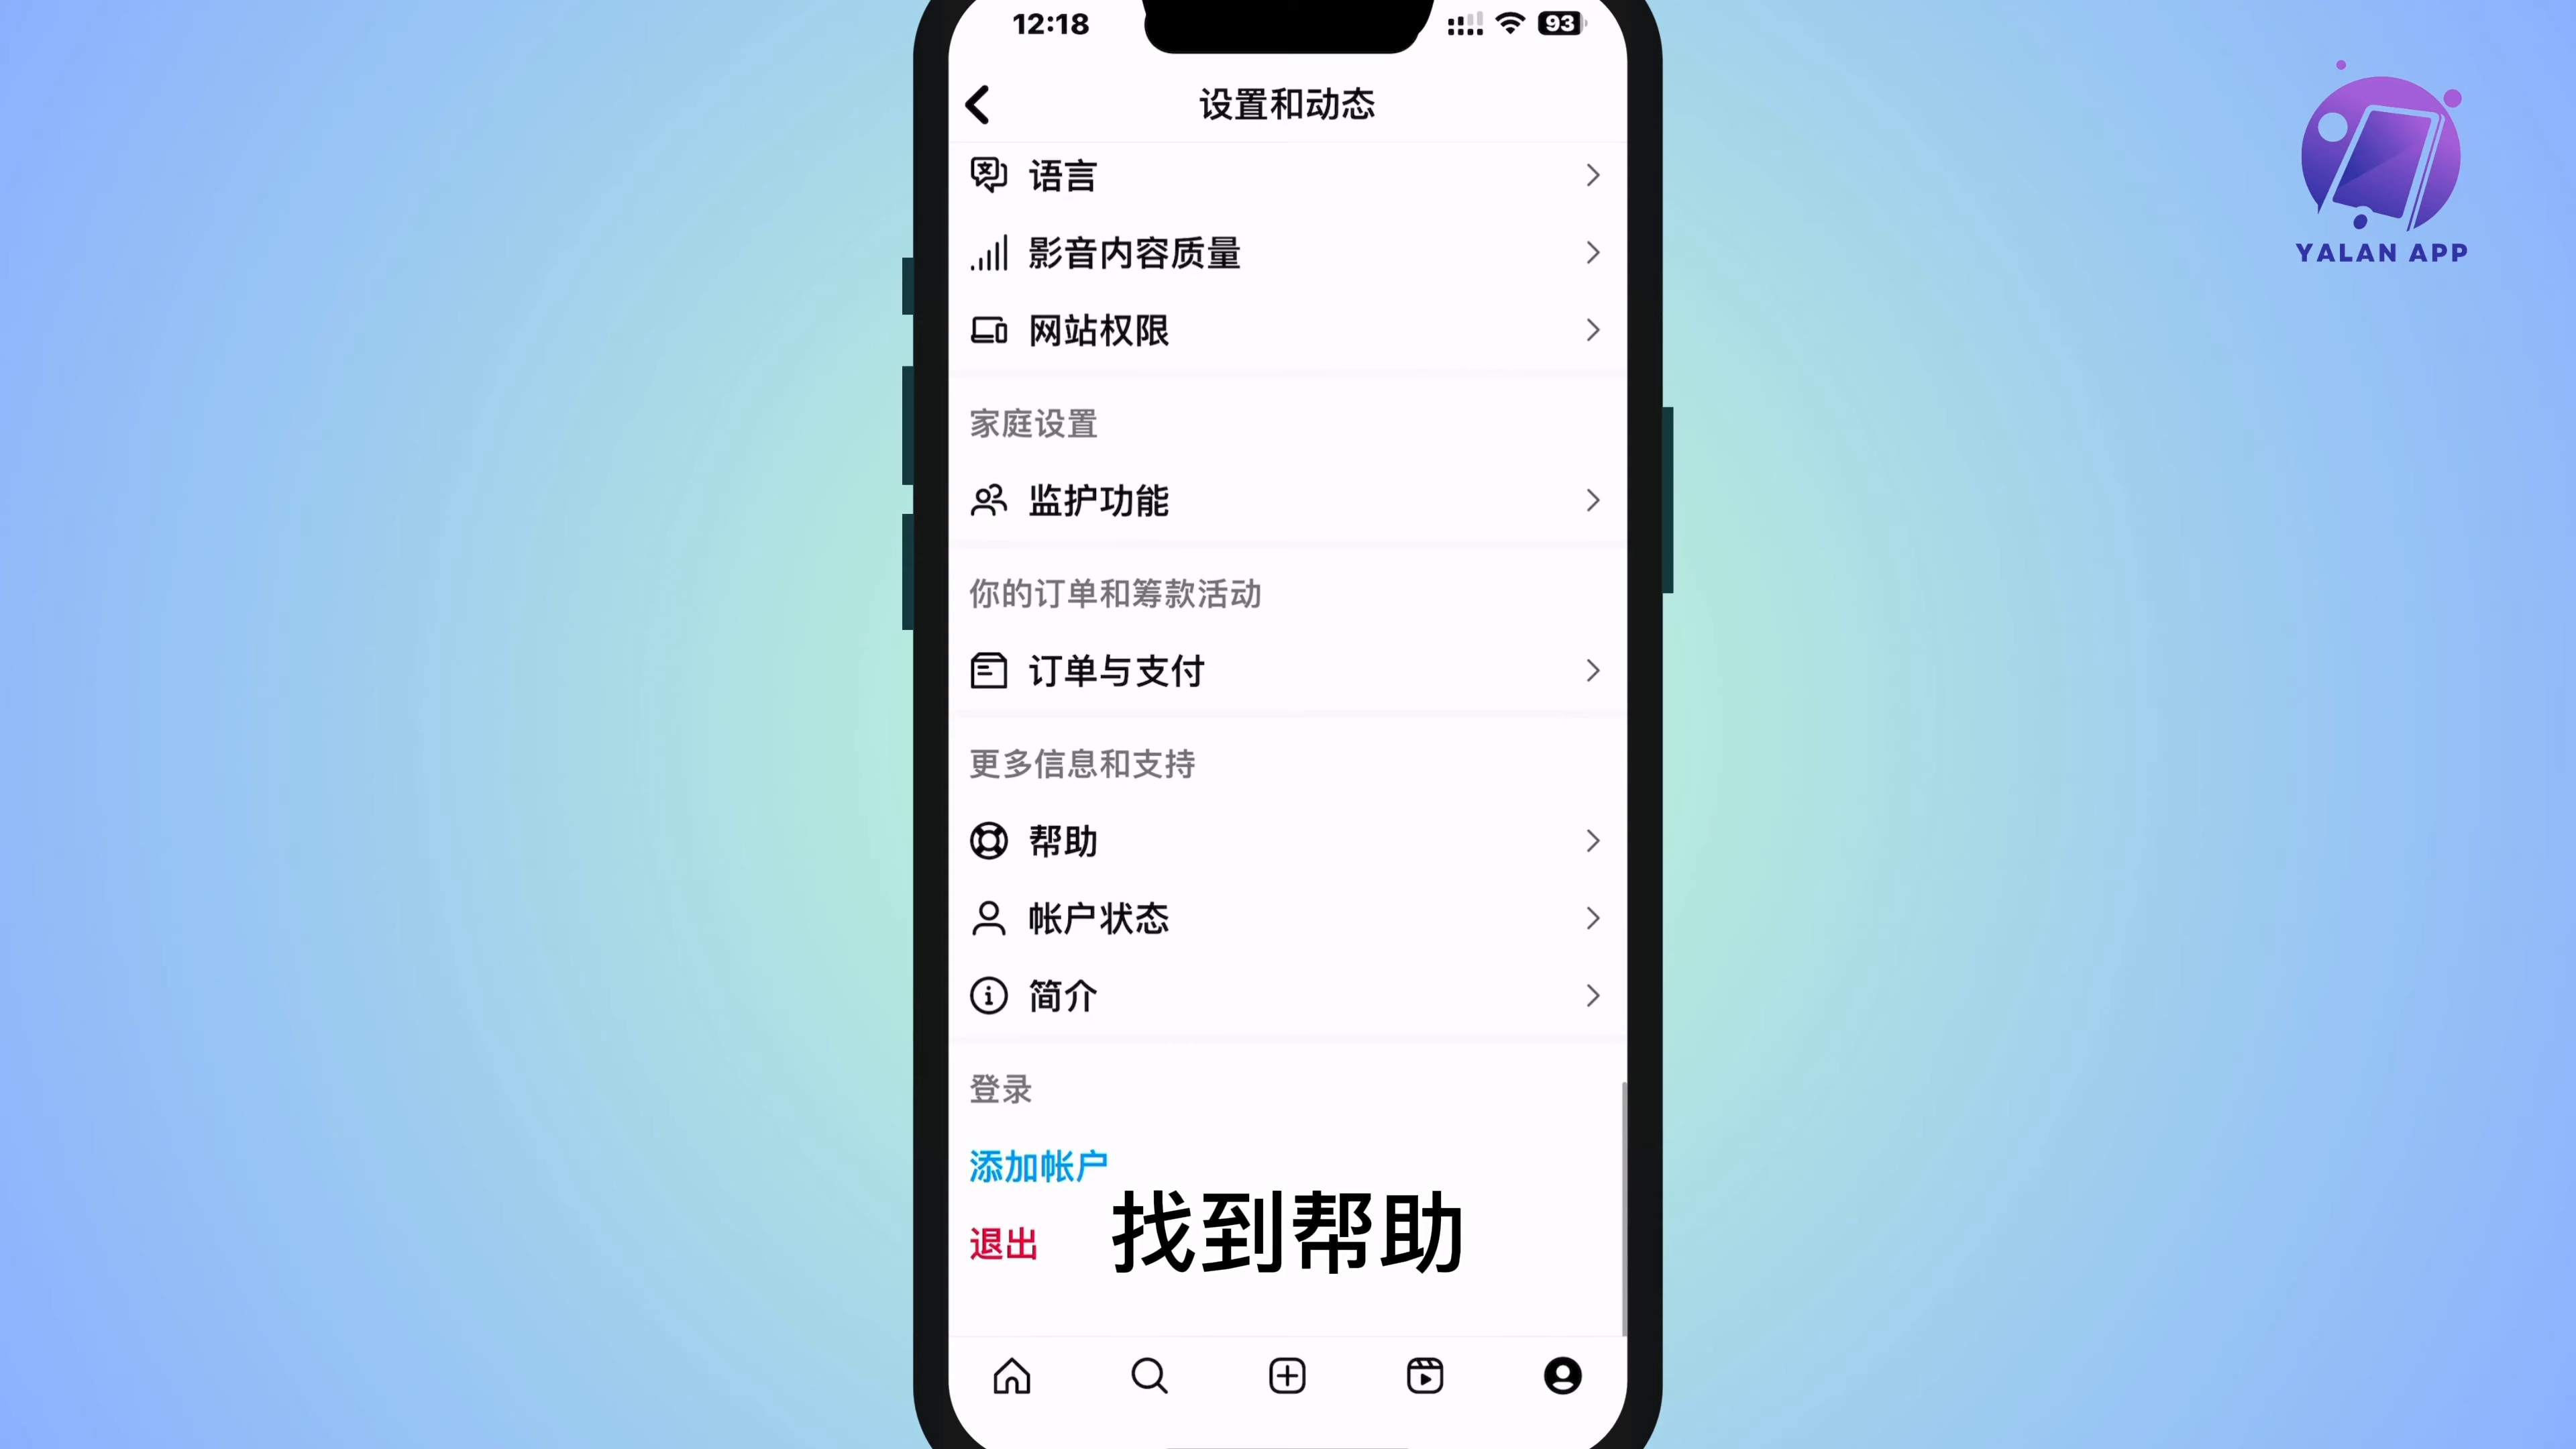 12:18
93
设置和动态
语言
影音内容质量
网站权限
家庭设置
监护功能
你的订单和筹款活动
订单与支付
更多信息和支持
帮助
帐户状态
简介
登录
添加帐户
退出
找到帮助
YALAN APP